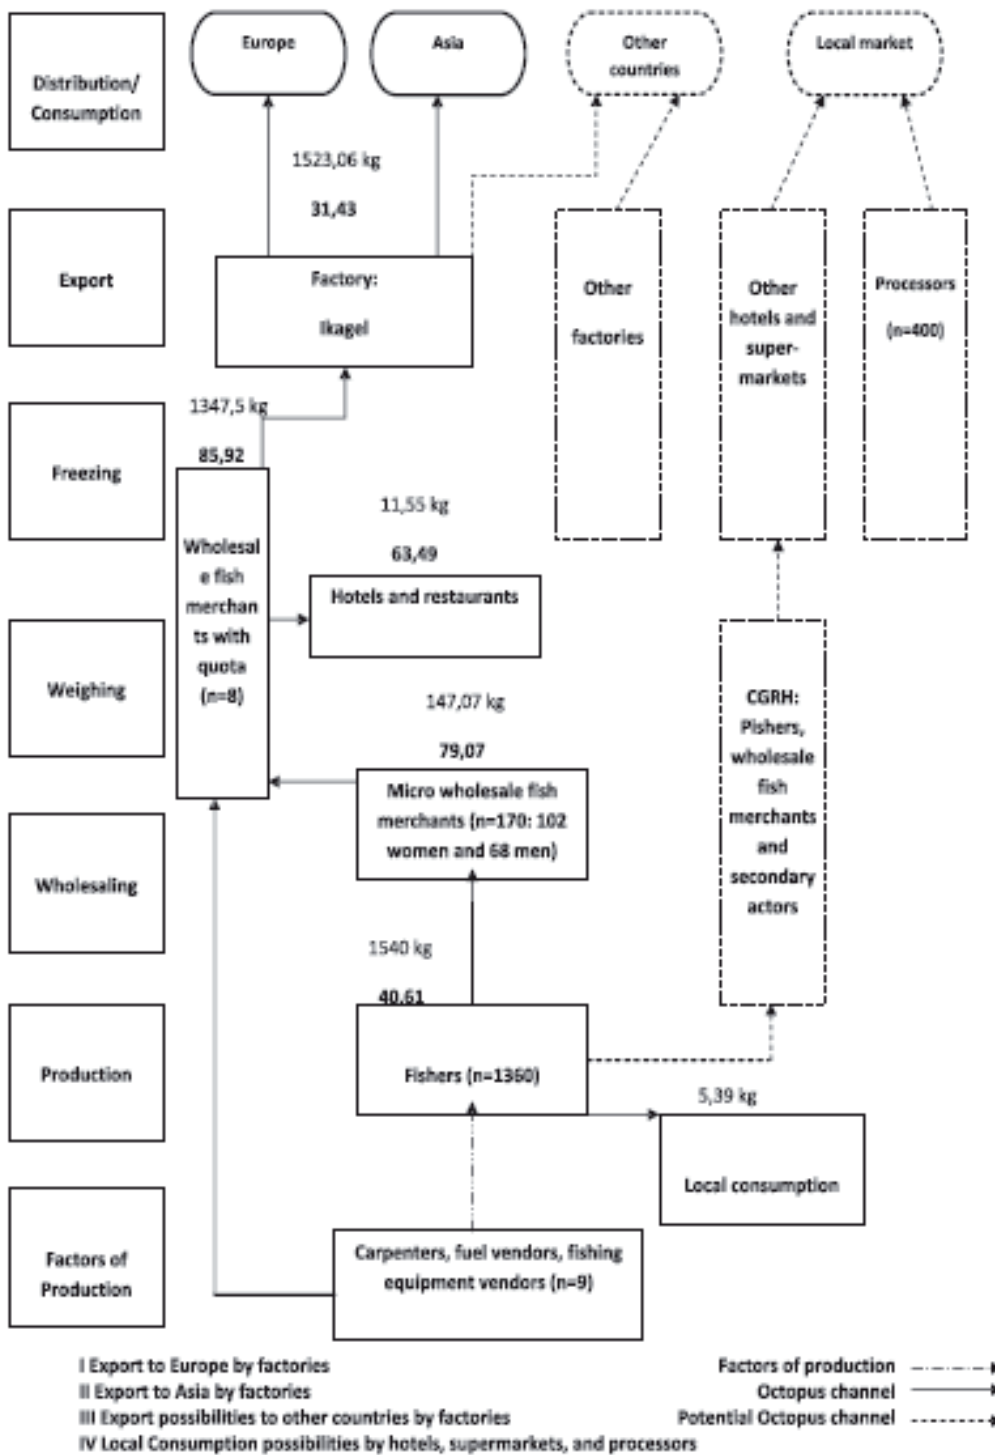 Distribution/
Consumption
Europe
Asia
Other
countries
Local market
1523,06 kg
31,43
Export
Factory:
Ikagel
Other
factories
Other
hotels and
super-
markets
Processors
(n=400)
1347,5 kg
85,92
Freezing
11,55 kg
63,49
Wholesal
e fish
merchan
ts with
quota
(n=8)
Hotels and restaurants
Weighing
147,07 kg
79,07
CGRH:
Pishers,
wholesale
fish
merchants
and
secondary
actors
Micro wholesale fish
merchants (n=170: 102
women and 68 men)
Wholesaling
1540 kg
40.61
Production
Fishers (n=1360)
5,39 kg
Local consumption
Factors of
Production
Carpenters, fuel vendors, fishing
equipment vendors (n=9)
I Export to Europe by factories
II Export to Asia by factories
III Export possibilities to other countries by factories
IV Local Consumption possibilities by hotels, supermarkets, and processors
Factors of production
Octopus channel
Potential Octopus channel